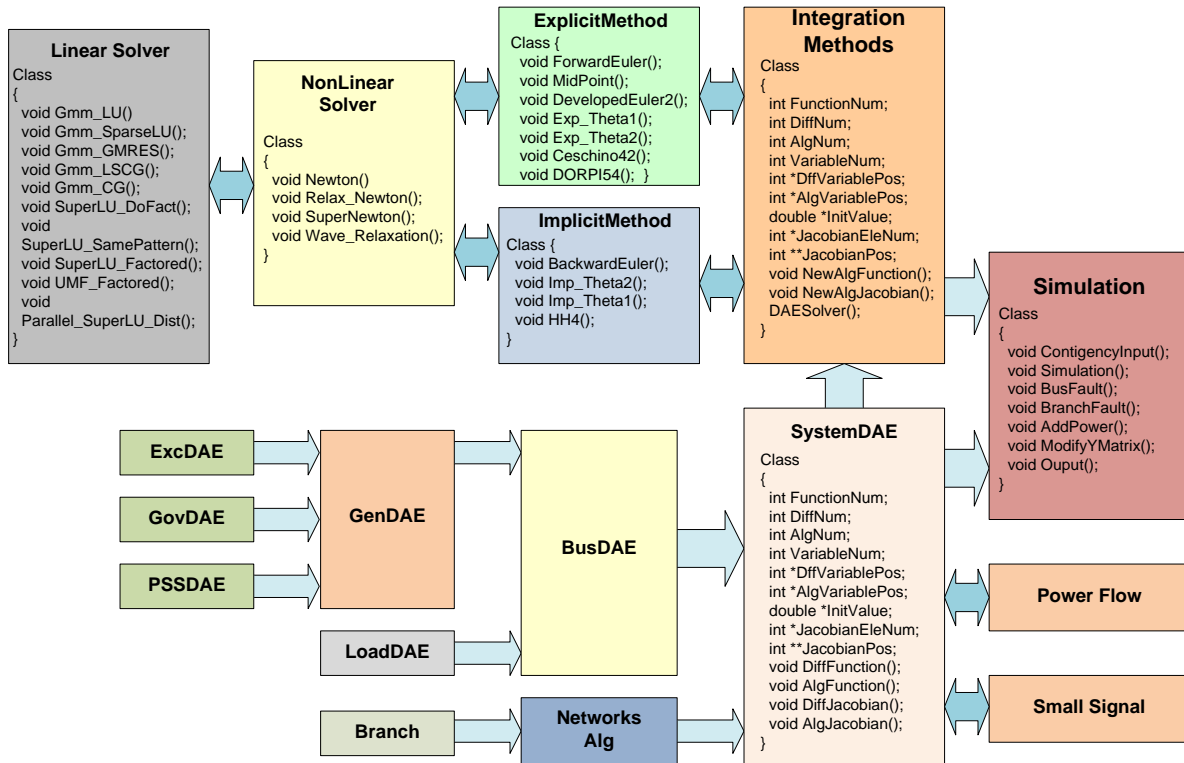 Linear Solver
Class
{
void Gmm_LU()
void Gmm_SparseLU();
void Gmm_GMRES();
void Gmm_LSCG();
void Gmm_CG();
void SuperLU_DoFact();
void
SuperLU_SamePattern();
void SuperLU_Factored();
void UMF_Factored();
void
Parallel_SuperLU_Dist();
}
NonLinear
Solver
Class
{
void Newton()
void Relax_Newton();
void SuperNewton();
void Wave_Relaxation();
}
ExplicitMethod
Class {
void ForwardEuler();
void MidPoint();
void DevelopedEuler2();
void Exp_Theta1();
void Exp_Theta2();
void Ceschino42();
void DORPI54(); }
ImplicitMethod
Class {
void BackwardEuler();
void Imp_Theta2();
void Imp_Theta1();
void HH4();
}
Integration
Methods
Class
{
int FunctionNum;
int DiffNum;
int AlgNum;
int VariableNum;
int *DffVariablePos;
int *AlgVariablePos;
double *InitValue;
int *JacobianEleNum;
int **JacobianPos;
void NewAlgFunction();
void NewAlgJacobian();
DAESolver();
}
Simulation
Class
{
void ContigencyInput();
void Simulation();
void BusFault();
void BranchFault();
void AddPower();
void ModifyYMatrix();
void Ouput();
}
ExcDAE
GovDAE
PSSDAE
GenDAE
LoadDAE
Branch
BusDAE
Networks
Alg
SystemDAE
Class
{
int FunctionNum;
int DiffNum;
int AlgNum;
int VariableNum;
int *DffVariablePos;
int *AlgVariablePos;
double *InitValue;
int *JacobianEleNum;
int **JacobianPos;
void DiffFunction();
void AlgFunction();
void DiffJacobian();
void AlgJacobian();
}
Power Flow
Small Signal